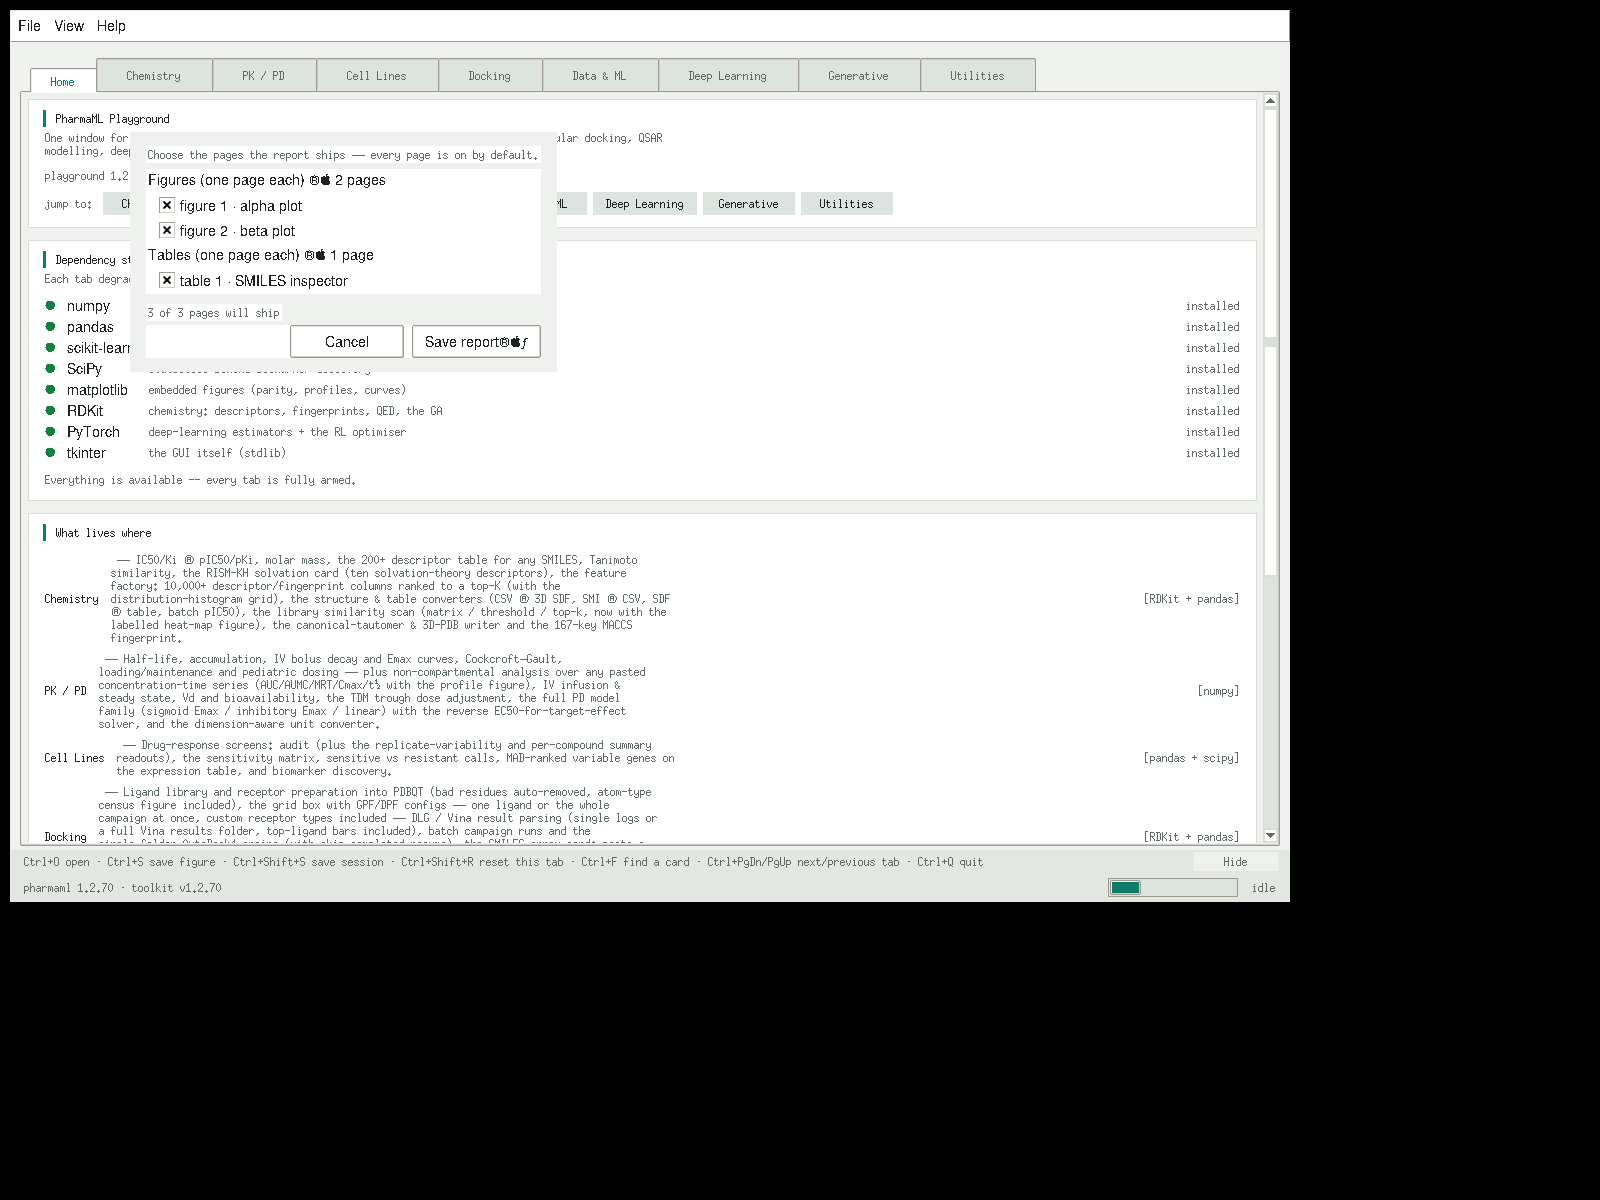 File View Help
Home Chemistry PK / PD Cell Lines Docking Data & ML Deep Learning Generative Utilities
PharmaML Playground
One window for
ular docking, QSAR
modelling, deep
playground 1.2
jump to:
ML Deep Learning Generative Utilities
Choose the pages the report ships — every page is on by default.
Figures (one page each) ® 2 pages
figure 1 · alpha plot
figure 2 · beta plot
Tables (one page each) ® 1 page
table 1 · SMILES inspector
3 of 3 pages will ship
Cancel Save report®ƒ
Dependency st
Each tab degra
numpy installed
pandas installed
scikit-learn installed
SciPy installed
matplotlib embedded figures (parity, profiles, curves) installed
RDKit chemistry: descriptors, fingerprints, QED, the GA installed
PyTorch deep-learning estimators + the RL optimiser installed
tkinter the GUI itself (stdlib) installed
Everything is available -- every tab is fully armed.
What lives where
Chemistry — IC50/Ki ® pIC50/pKi, molar mass, the 200+ descriptor table for any SMILES, Tanimoto
similarity, the RISM-KH solvation card (ten solvation-theory descriptors), the feature
factory: 10,000+ descriptor/fingerprint columns ranked to a top-K (with the
distribution-histogram grid), the structure & table converters (CSV ® 3D SDF, SMI ® CSV, SDF
® table, batch pIC50), the library similarity scan (matrix / threshold / top-k, now with the
labelled heat-map figure), the canonical-tautomer & 3D-PDB writer and the 167-key MACCS
fingerprint.
[RDKit + pandas]
PK / PD — Half-life, accumulation, IV bolus decay and Emax curves, Cockcroft–Gault,
loading/maintenance and pediatric dosing — plus non-compartmental analysis over any pasted
concentration-time series (AUC/AUMC/MRT/Cmax/t½ with the profile figure), IV infusion &
steady state, Vd and bioavailability, the TDM trough dose adjustment, the full PD model
family (sigmoid Emax / inhibitory Emax / linear) with the reverse EC50-for-target-effect
solver, and the dimension-aware unit converter.
[numpy]
Cell Lines — Drug-response screens: audit (plus the replicate-variability and per-compound summary
readouts), the sensitivity matrix, sensitive vs resistant calls, MAD-ranked variable genes on
the expression table, and biomarker discovery.
[pandas + scipy]
Docking — Ligand library and receptor preparation into PDBQT (bad residues auto-removed, atom-type
census figure included), the grid box with GPF/DPF configs — one ligand or the whole
campaign at once, custom receptor types included — DLG / Vina result parsing (single logs or
a full Vina results folder, top-ligand bars included), batch campaign runs and the
[RDKit + pandas]
Ctrl+O open · Ctrl+S save figure · Ctrl+Shift+S save session · Ctrl+Shift+R reset this tab · Ctrl+F find a card · Ctrl+PgDn/PgUp next/previous tab · Ctrl+Q quit
Hide
pharmaml 1.2.70 · toolkit v1.2.70
idle